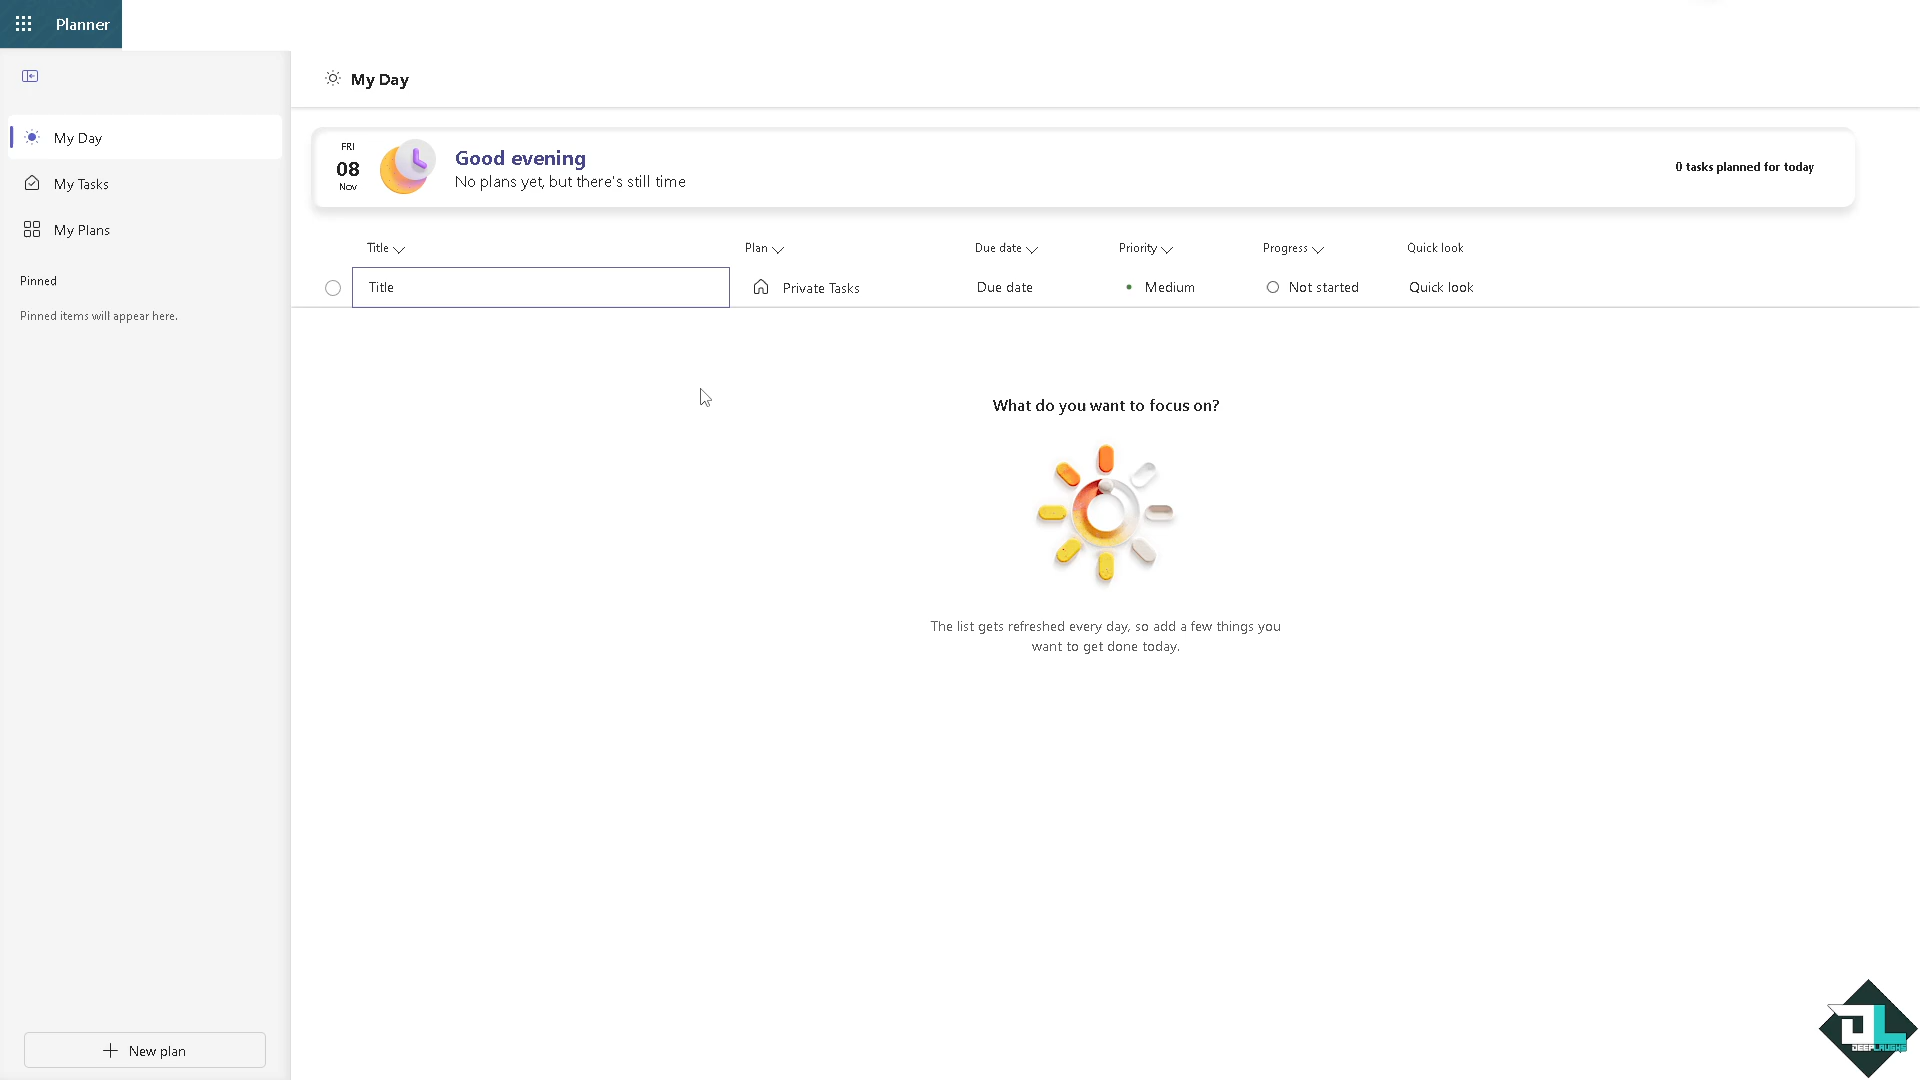 Planner
My Day
My Day
My Tasks
My Plans
Pinned
Pinned items will appear here.
New plan
FRI
08
Nov
Good evening
No plans yet, but there's still time
0 tasks planned for today
Title Plan Due date Priority Progress Quick look
Title Private Tasks Due date Medium Not started Quick look
What do you want to focus on?
The list gets refreshed every day, so add a few things you
want to get done today.
DEEPLAUGHS